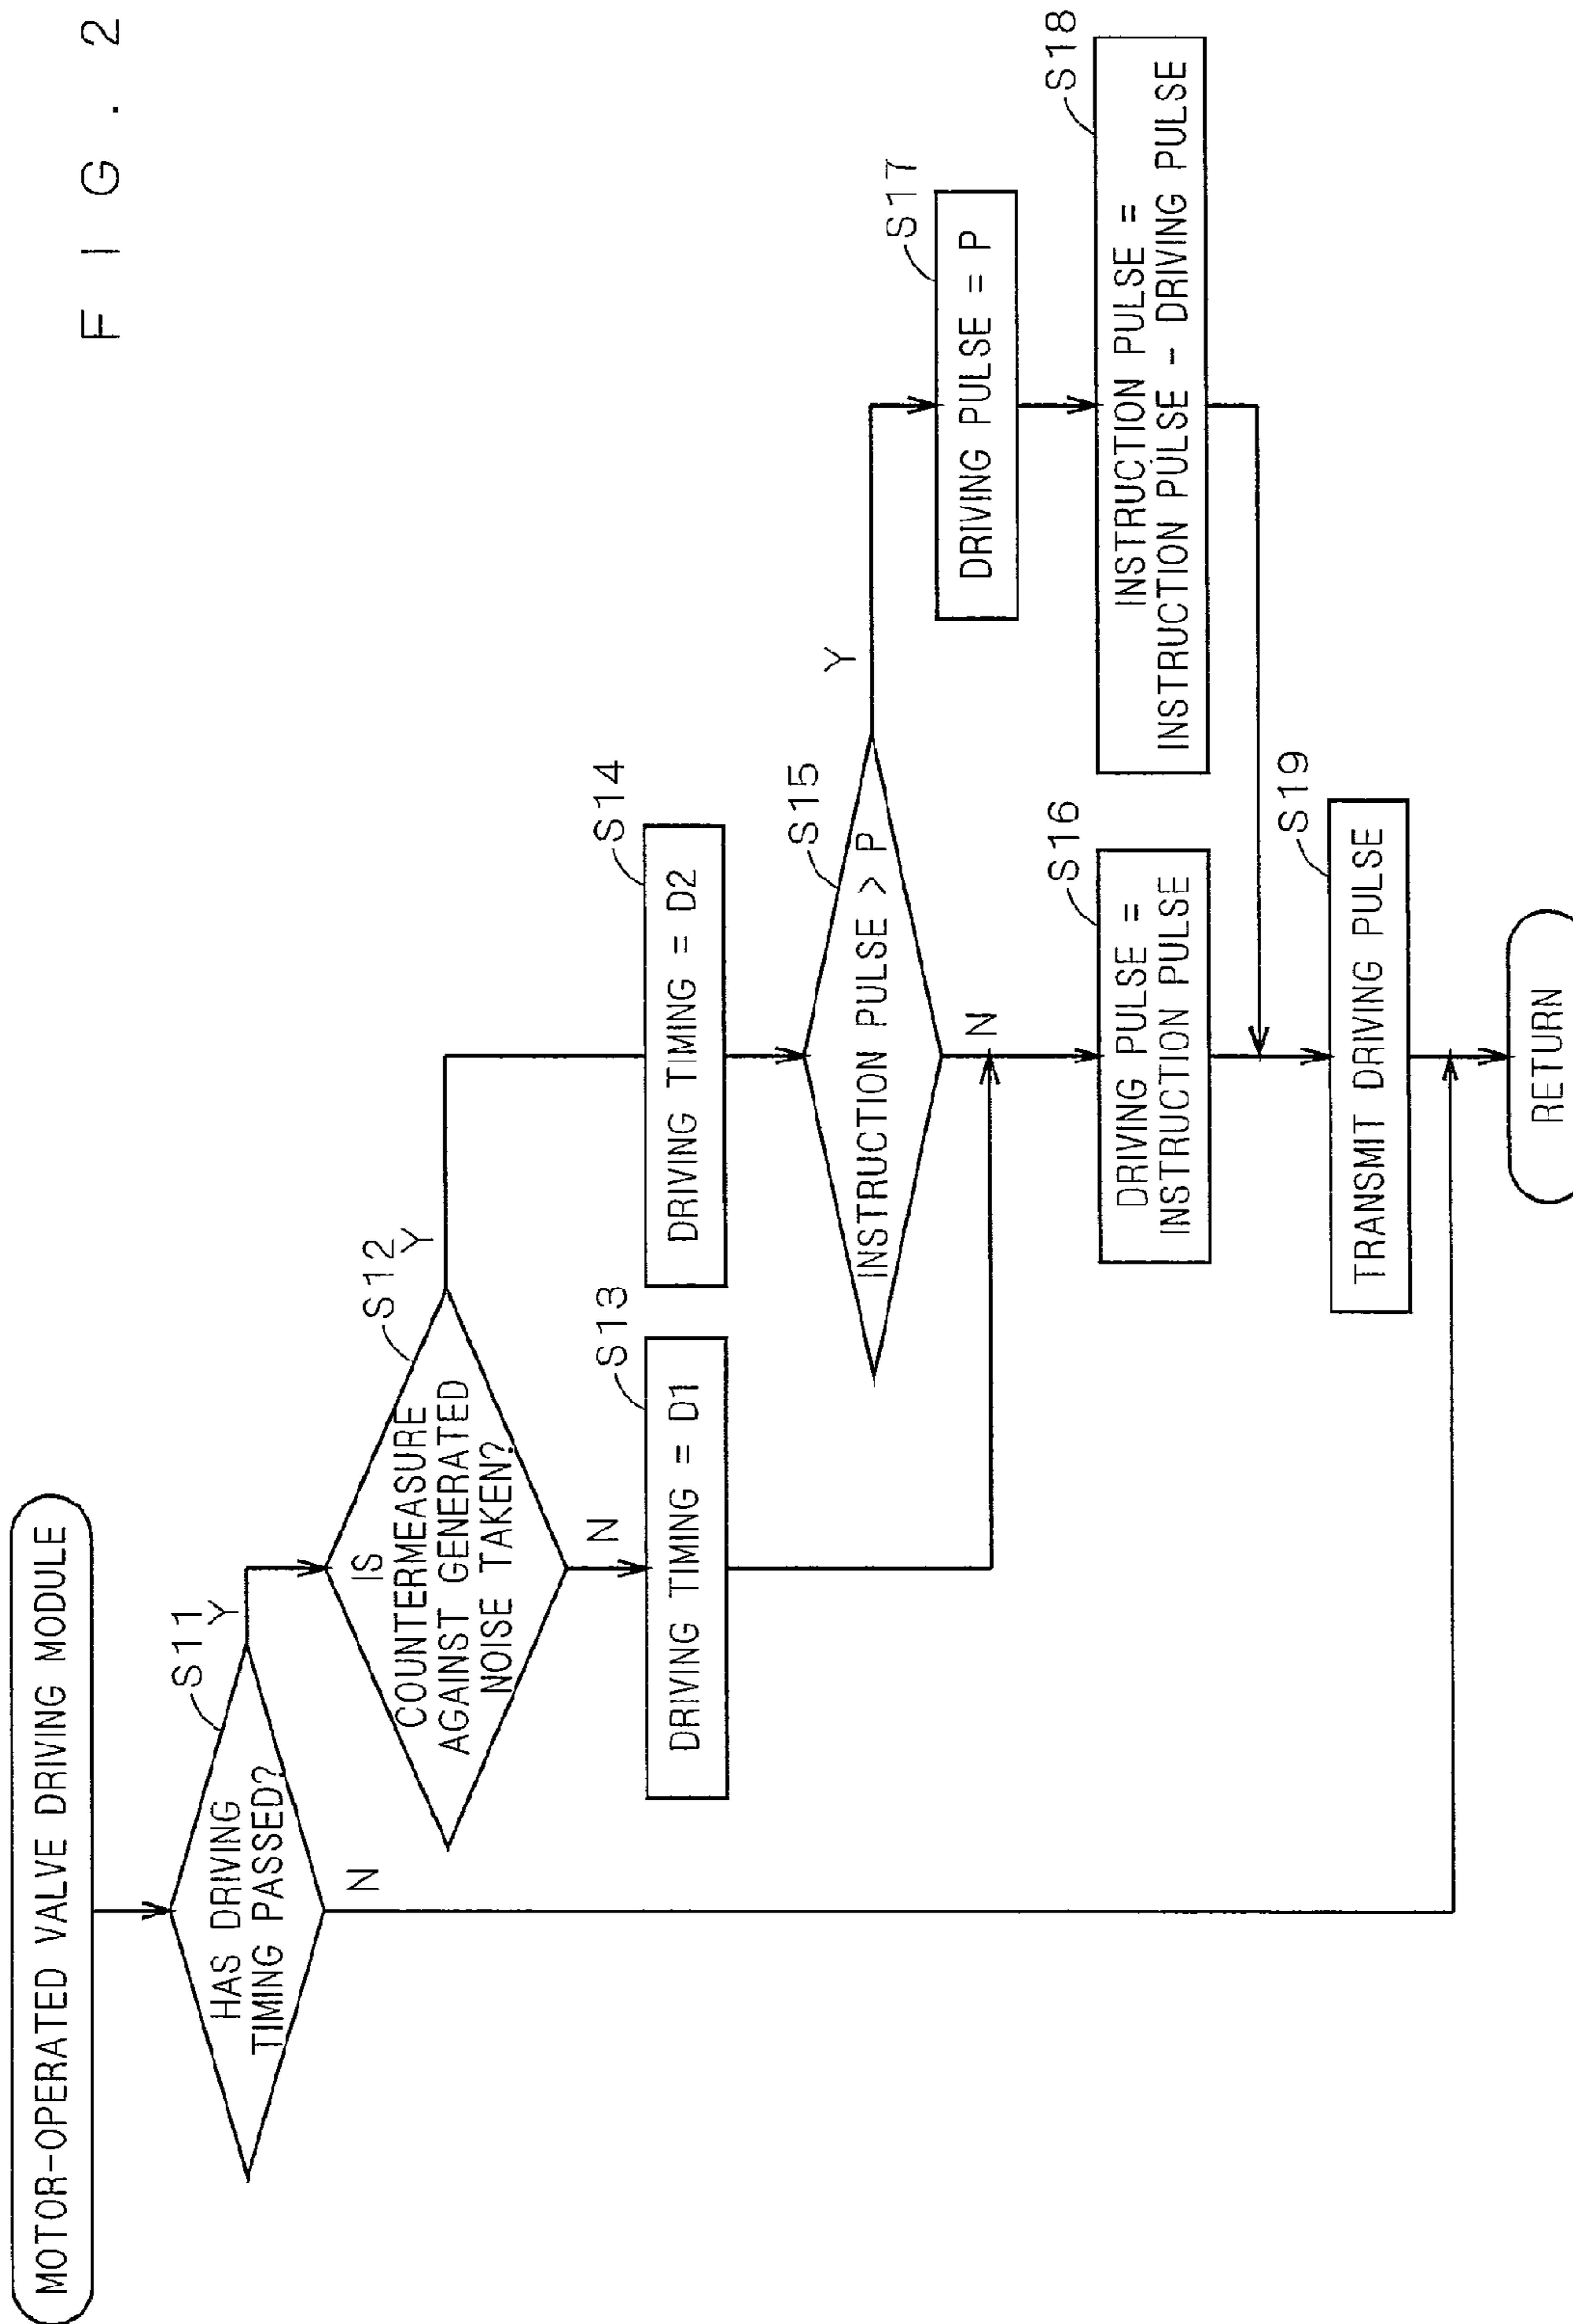 F I G . 2
MOTOR-OPERATED VALVE DRIVING MODULE
S11
HAS DRIVING
TIMING PASSED?
Y
N
S12
IS
COUNTERMEASURE
AGAINST GENERATED
NOISE TAKEN?
Y
N
S13
DRIVING TIMING = D1
S14
DRIVING TIMING = D2
S15
INSTRUCTION PULSE > P
Y
N
S17
DRIVING PULSE = P
S16
DRIVING PULSE =
INSTRUCTION PULSE
S18
INSTRUCTION PULSE =
INSTRUCTION PULSE - DRIVING PULSE
S19
TRANSMIT DRIVING PULSE
RETURN